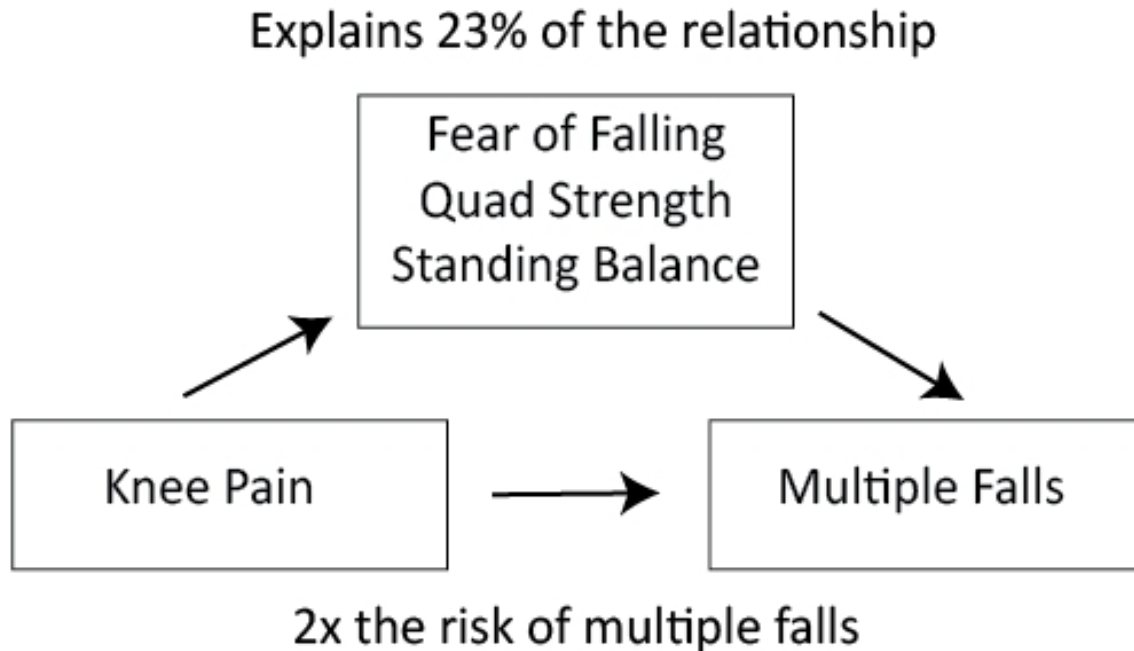 Explains 23% of the relationship
Fear of Falling
Quad Strength
Standing Balance
Knee Pain
Multiple Falls
2x the risk of multiple falls